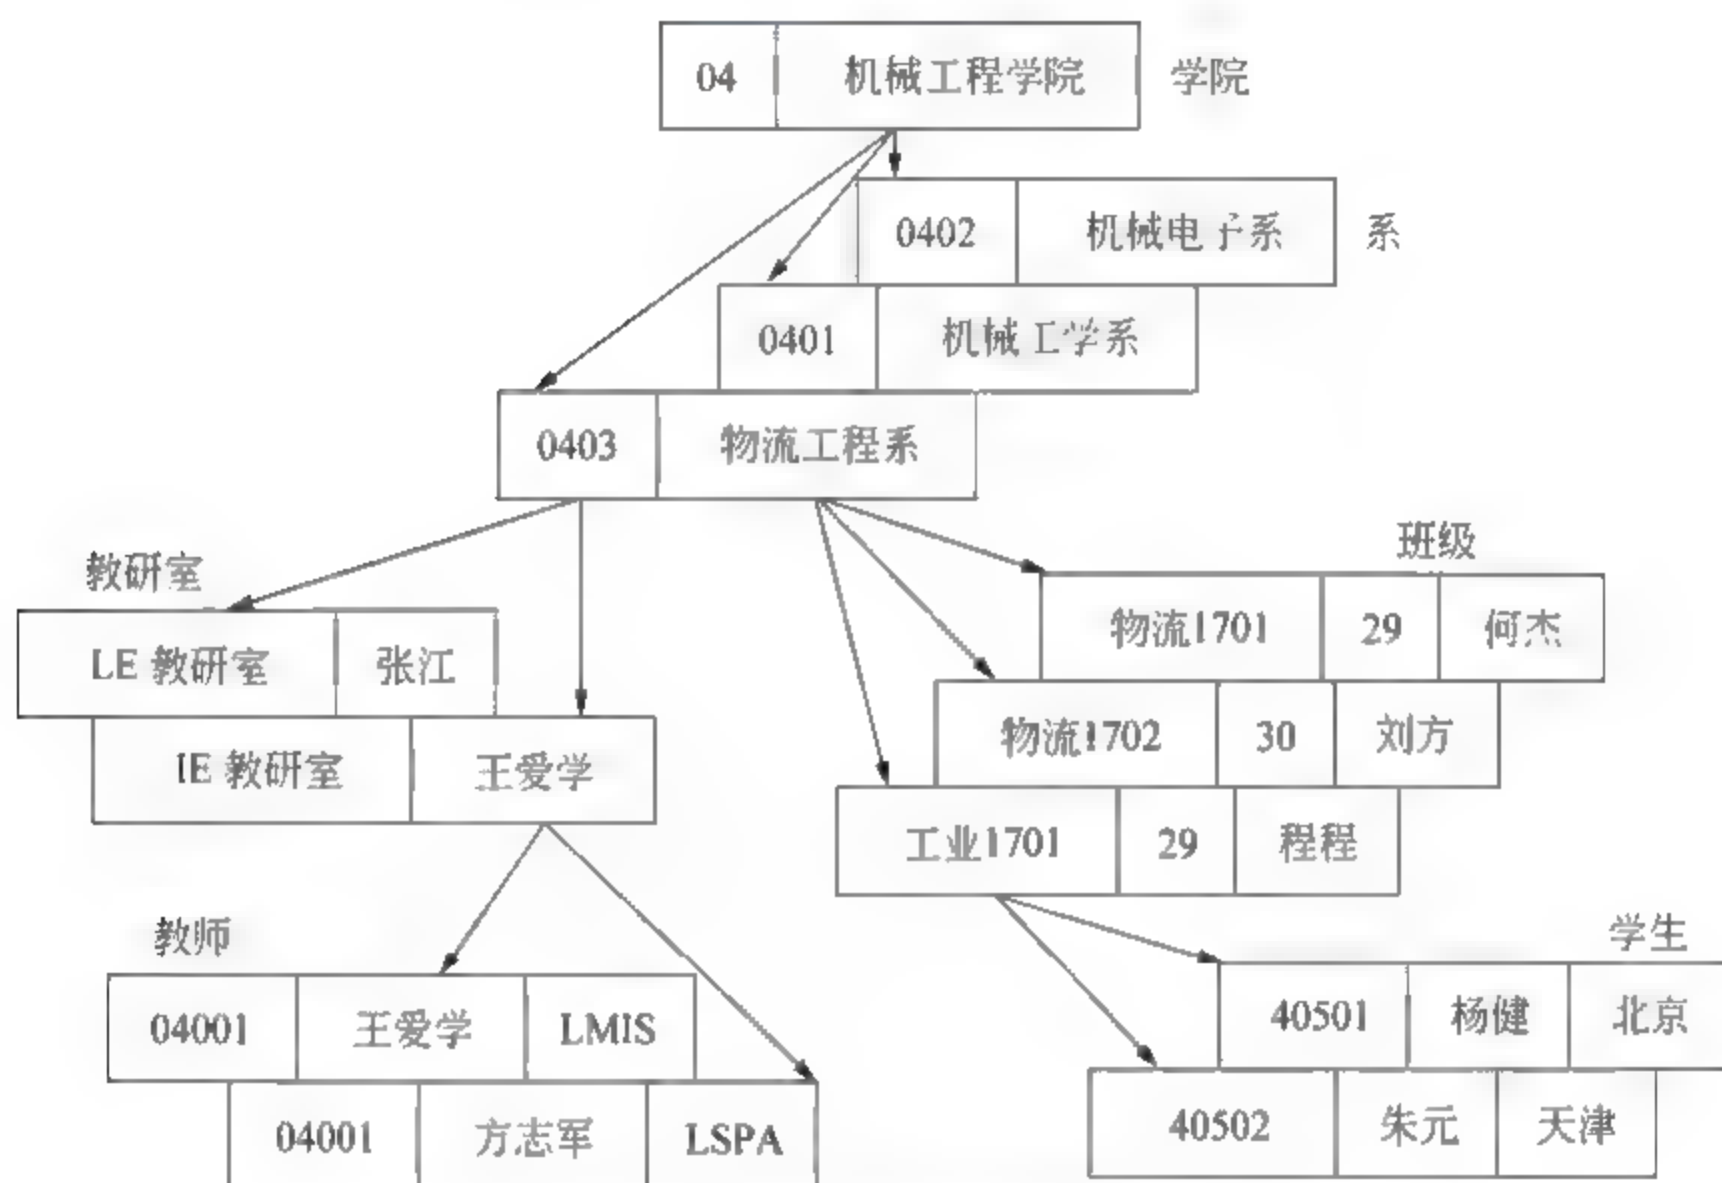 04 机械工程学院 学院
0402 机械电子系 系
0401 机械工学系
0403 物流工程系
教研室
LE 教研室 张江
IE 教研室 王爱学
班级
物流1701 29 何杰
物流1702 30 刘方
工业1701 29 程程
教师
04001 王爱学 LMIS
04001 方志军 LSPA
学生
40501 杨健 北京
40502 朱元 天津